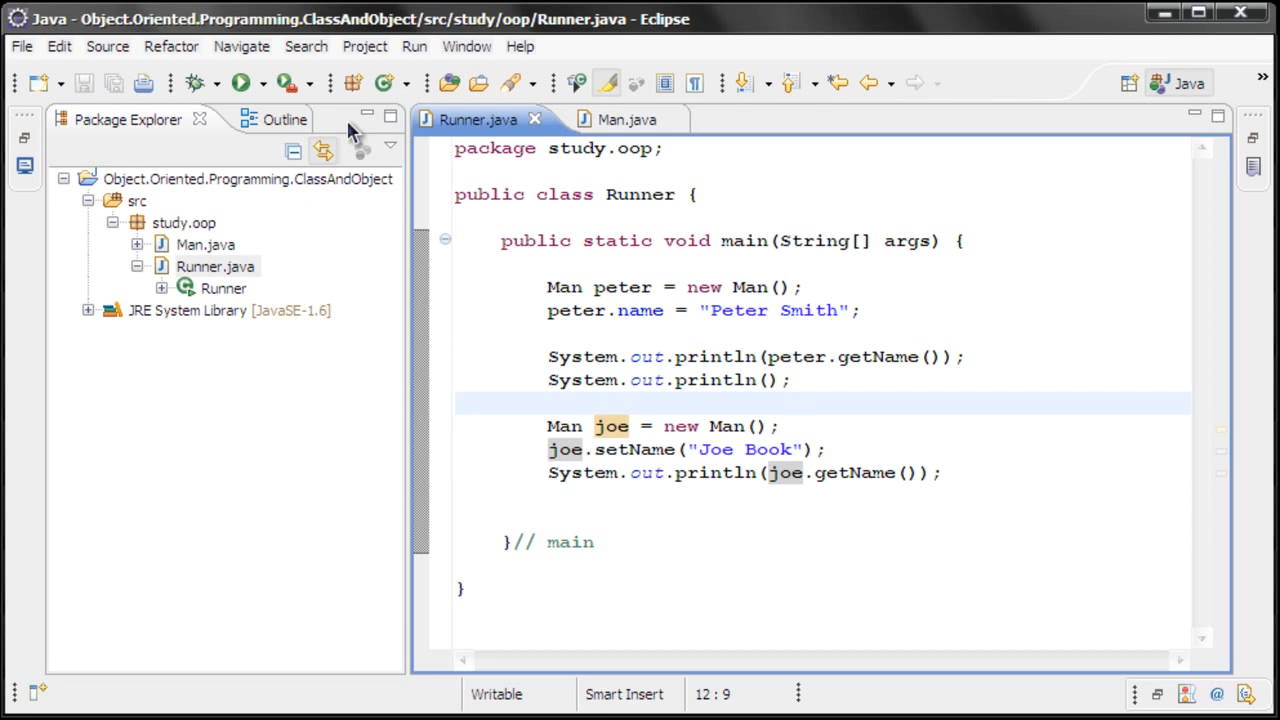 Java - Object.Oriented.Programming.ClassAndObject/src/study/oop/Runner.java - Eclipse
File Edit Source Refactor Navigate Search Project Run Window Help
Java
Package Explorer Outline
Object.Oriented.Programming.ClassAndObject
src
study.oop
Man.java
Runner.java
Runner
JRE System Library [JavaSE-1.6]
Runner.java Man.java
package study.oop;
public class Runner {
public static void main(String[] args) {
Man peter = new Man();
peter.name = "Peter Smith";
System.out.println(peter.getName());
System.out.println();
Man joe = new Man();
joe.setName("Joe Book");
System.out.println(joe.getName());
}// main
}
Writable Smart Insert 12 : 9